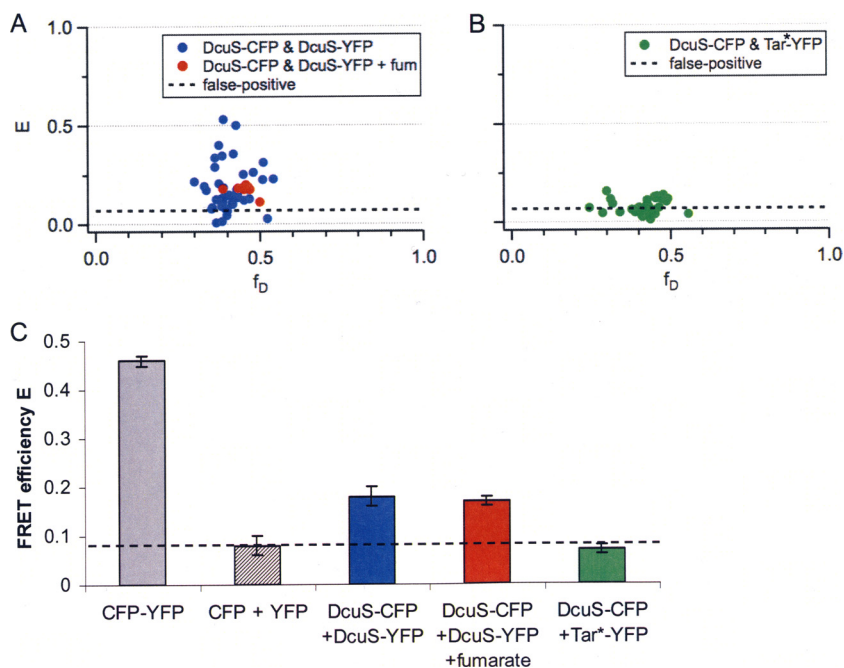 A
1.0
0.5
0.0
E
DcuS-CFP & DcuS-YFP
DcuS-CFP & DcuS-YFP + fum
false-positive
0.0
0.5
1.0
fD
B
DcuS-CFP & Tar*-YFP
false-positive
0.0
0.5
1.0
fD
C
FRET efficiency E
0.5
0.4
0.3
0.2
0.1
0
CFP-YFP
CFP + YFP
DcuS-CFP
+DcuS-YFP
DcuS-CFP
+DcuS-YFP
+fumarate
DcuS-CFP
+Tar*-YFP